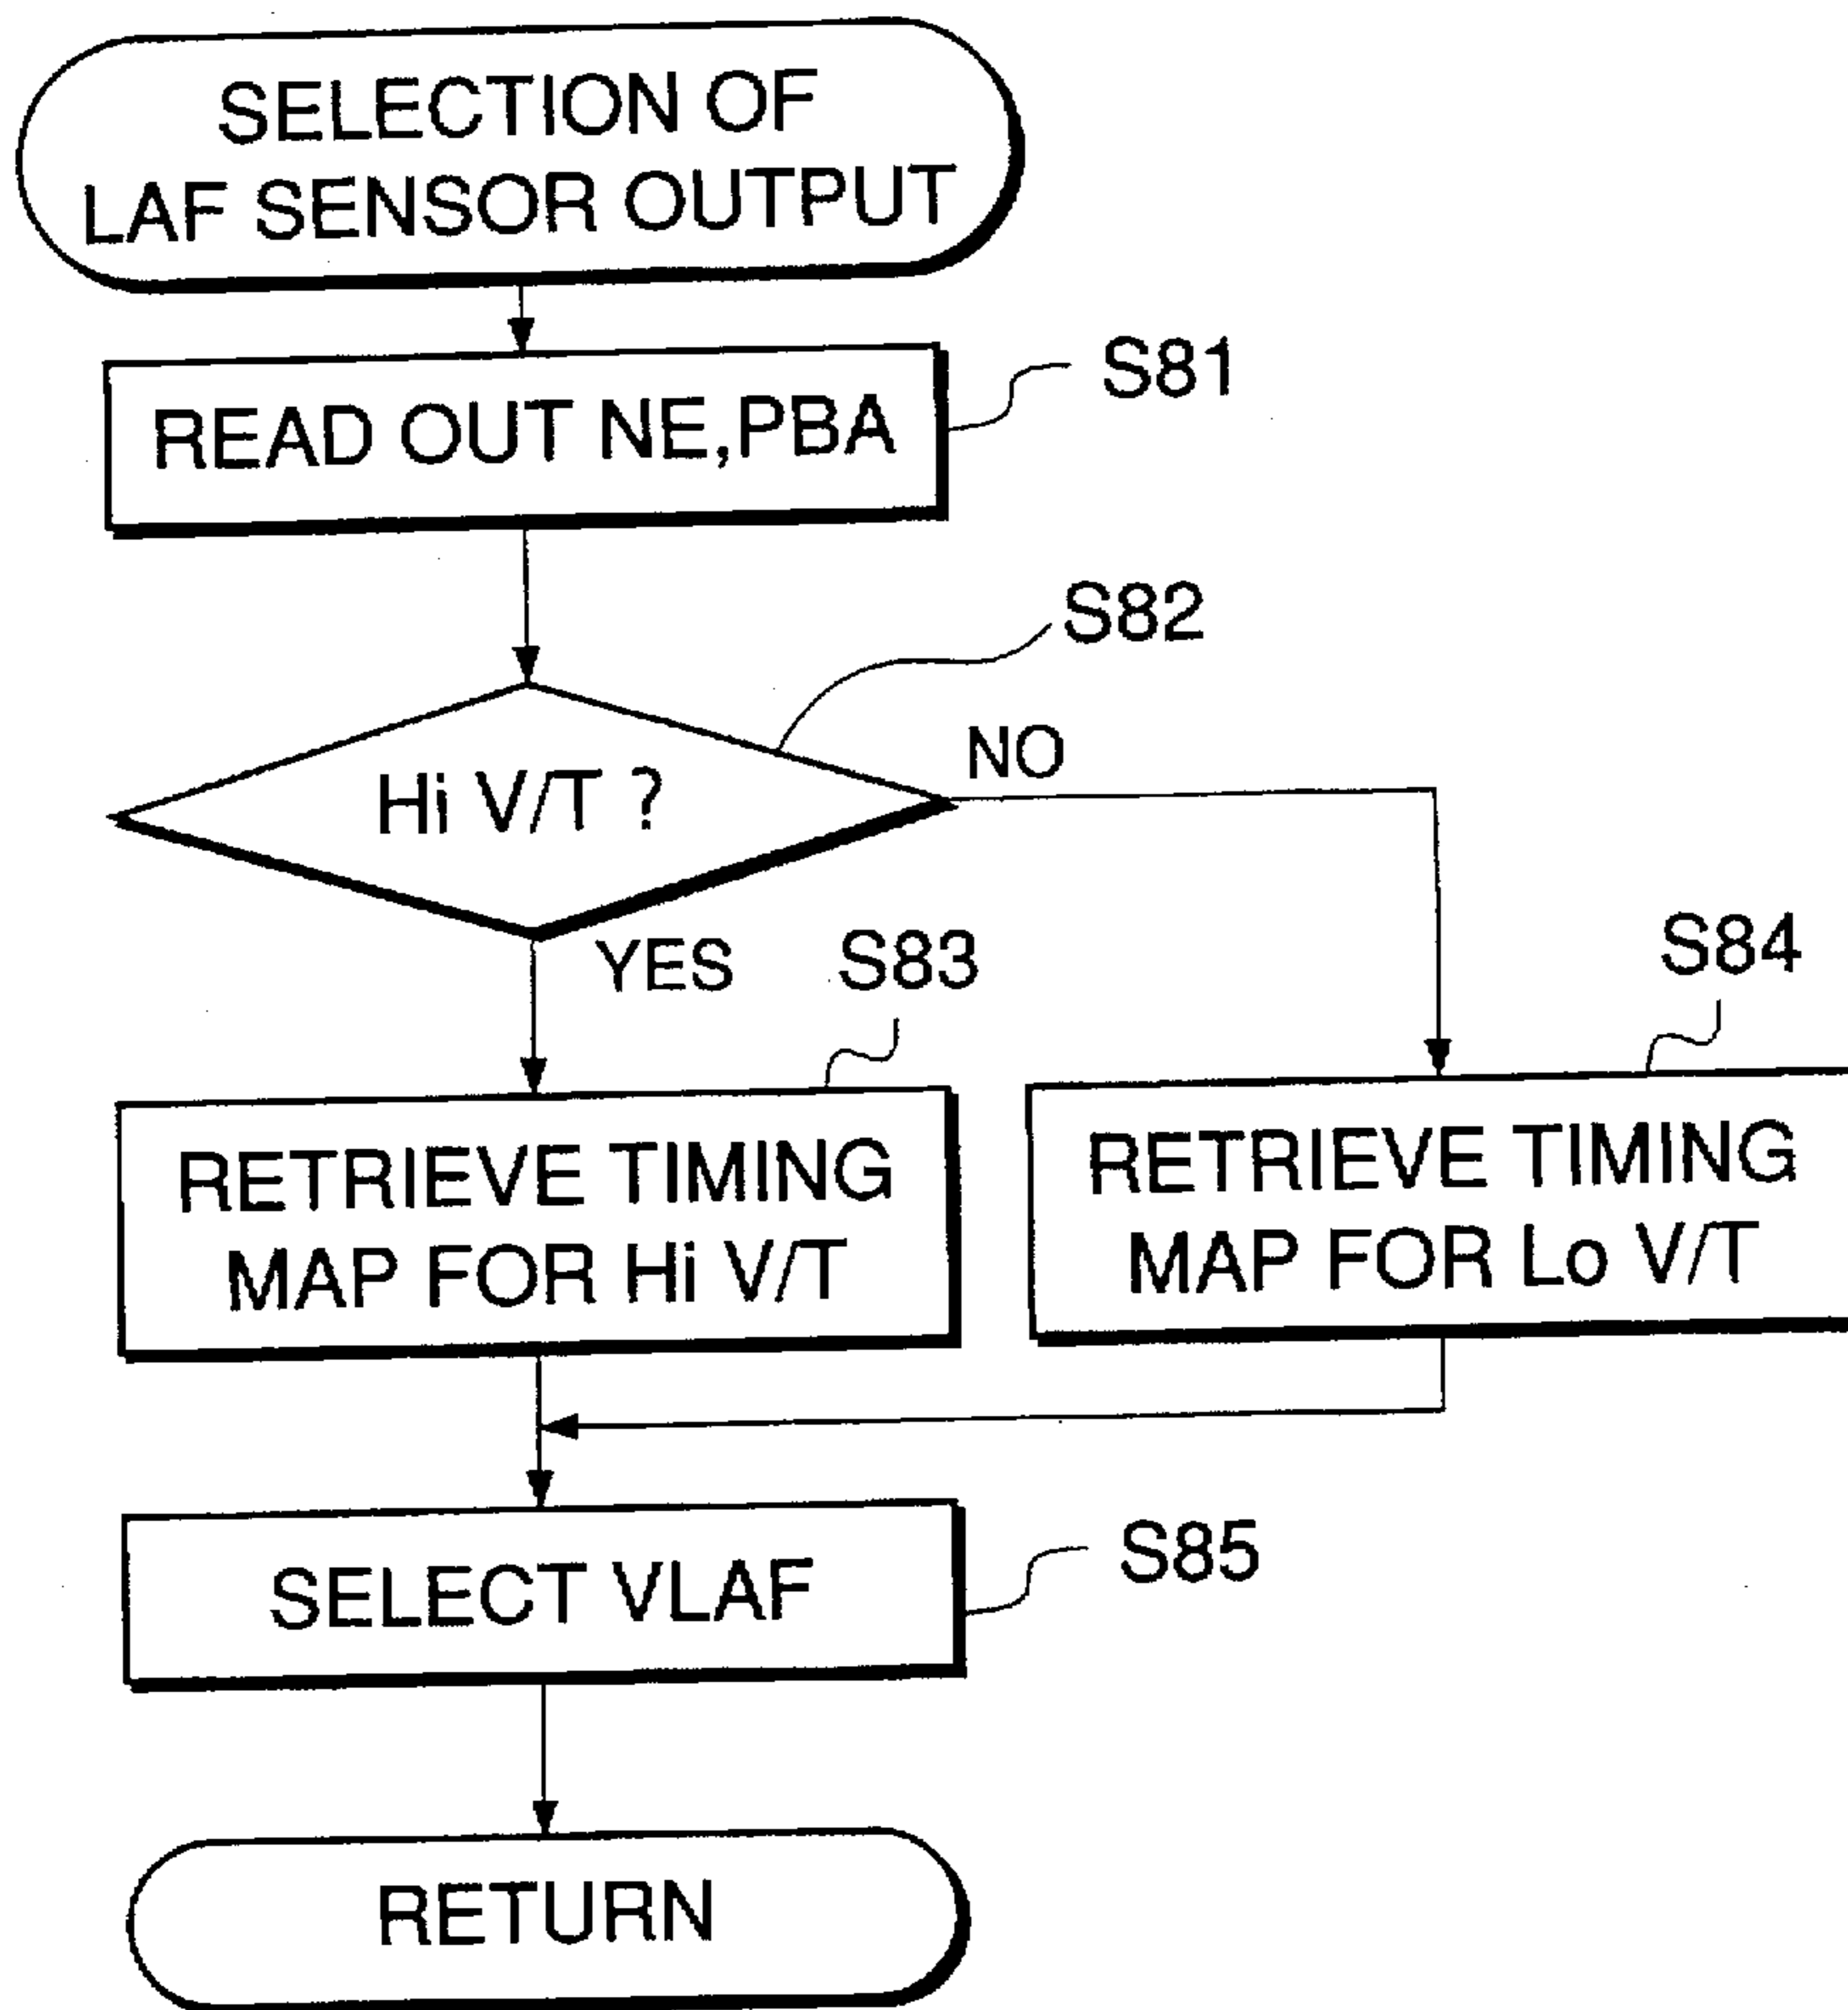 SELECTION OF
LAF SENSOR OUTPUT
READ OUT NE,PBA
S81
S82
Hi V/T ?
NO
YES
S83
S84
RETRIEVE TIMING
MAP FOR Hi V/T
RETRIEVE TIMING
MAP FOR Lo V/T
SELECT VLAF
S85
RETURN